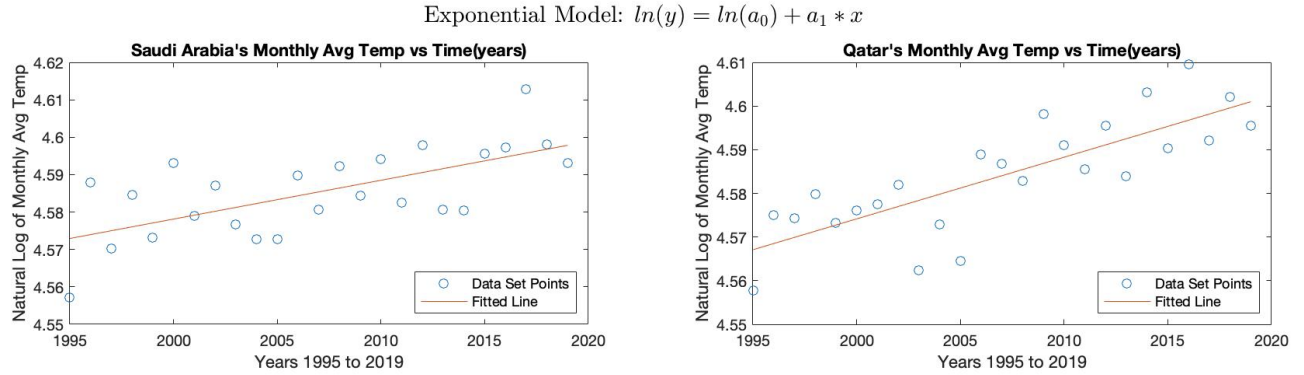 Exponential Model: ln(y) = ln(a₀) + a₁ * x
Saudi Arabia's Monthly Avg Temp vs Time(years)
Natural Log of Monthly Avg Temp
4.62
4.61
4.6
4.59
4.58
4.57
4.56
4.55
Data Set Points
Fitted Line
1995 2000 2005 2010 2015 2020
Years 1995 to 2019
Qatar's Monthly Avg Temp vs Time(years)
Natural Log of Monthly Avg Temp
4.61
4.6
4.59
4.58
4.57
4.56
4.55
Data Set Points
Fitted Line
1995 2000 2005 2010 2015 2020
Years 1995 to 2019